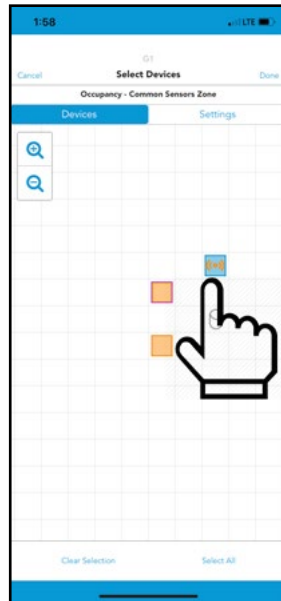 1:58
LTE
G1
Cancel
Select Devices
Done
Occupancy - Common Sensors Zone
Devices
Settings
Clear Selection
Select All